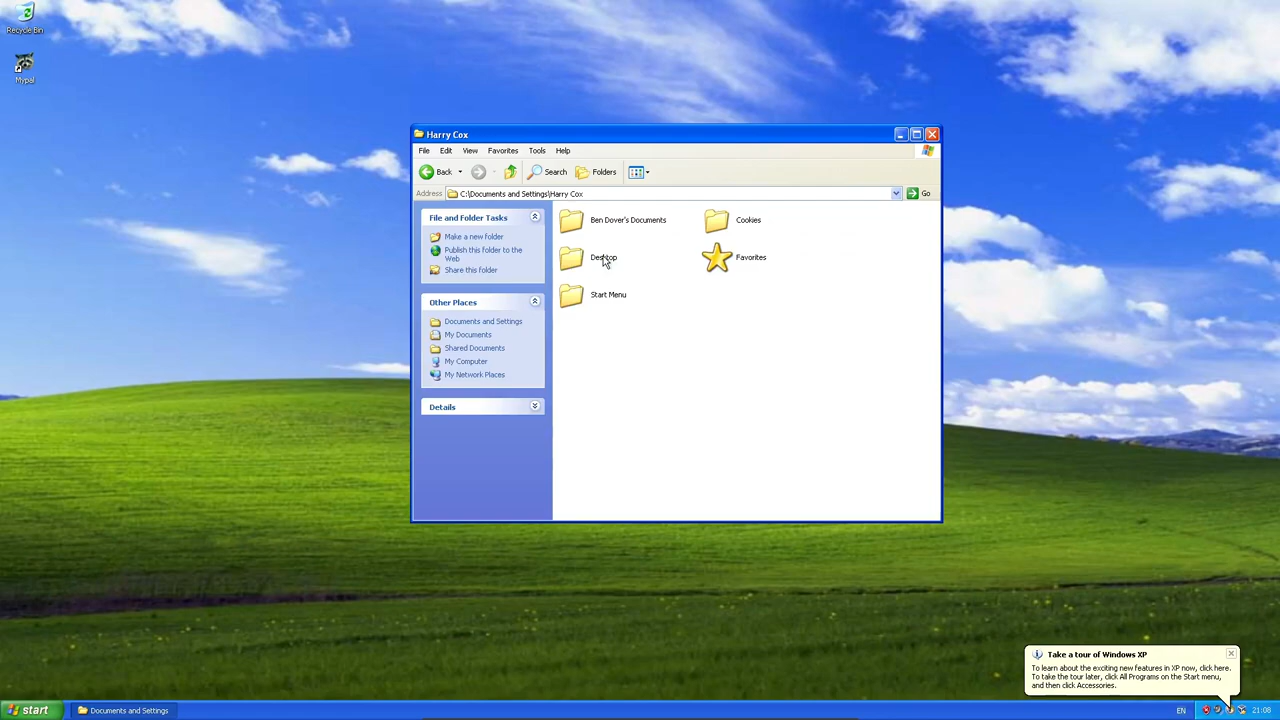 Recycle Bin
Mypal
Harry Cox
File Edit View Favorites Tools Help
Back Search Folders
Address C:\Documents and Settings\Harry Cox Go
File and Folder Tasks
Make a new folder
Publish this folder to the
Web
Share this folder
Other Places
Documents and Settings
My Documents
Shared Documents
My Computer
My Network Places
Details
Ben Dover's Documents
Cookies
Desktop
Favorites
Start Menu
Take a tour of Windows XP
To learn about the exciting new features in XP now, click here.
To take the tour later, click All Programs on the Start menu,
and then click Accessories.
start
Documents and Settings
EN
21:08